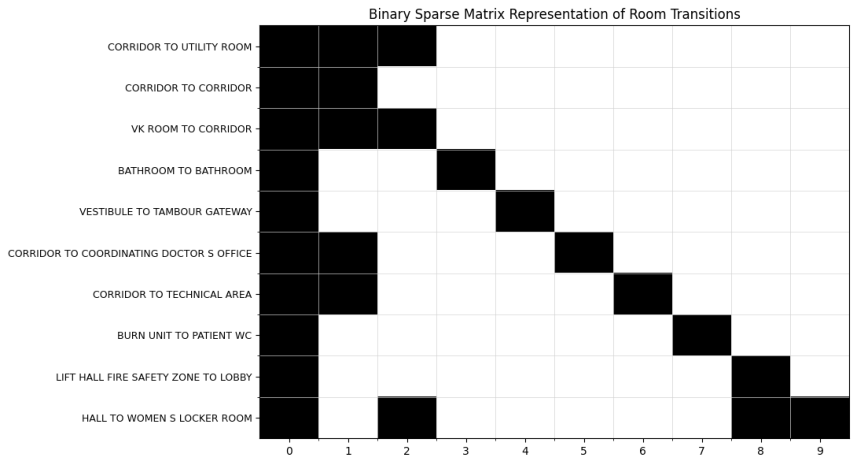 Binary Sparse Matrix Representation of Room Transitions
CORRIDOR TO UTILITY ROOM
CORRIDOR TO CORRIDOR
VK ROOM TO CORRIDOR
BATHROOM TO BATHROOM
VESTIBULE TO TAMBOUR GATEWAY
CORRIDOR TO COORDINATING DOCTOR S OFFICE
CORRIDOR TO TECHNICAL AREA
BURN UNIT TO PATIENT WC
LIFT HALL FIRE SAFETY ZONE TO LOBBY
HALL TO WOMEN S LOCKER ROOM
0 1 2 3 4 5 6 7 8 9